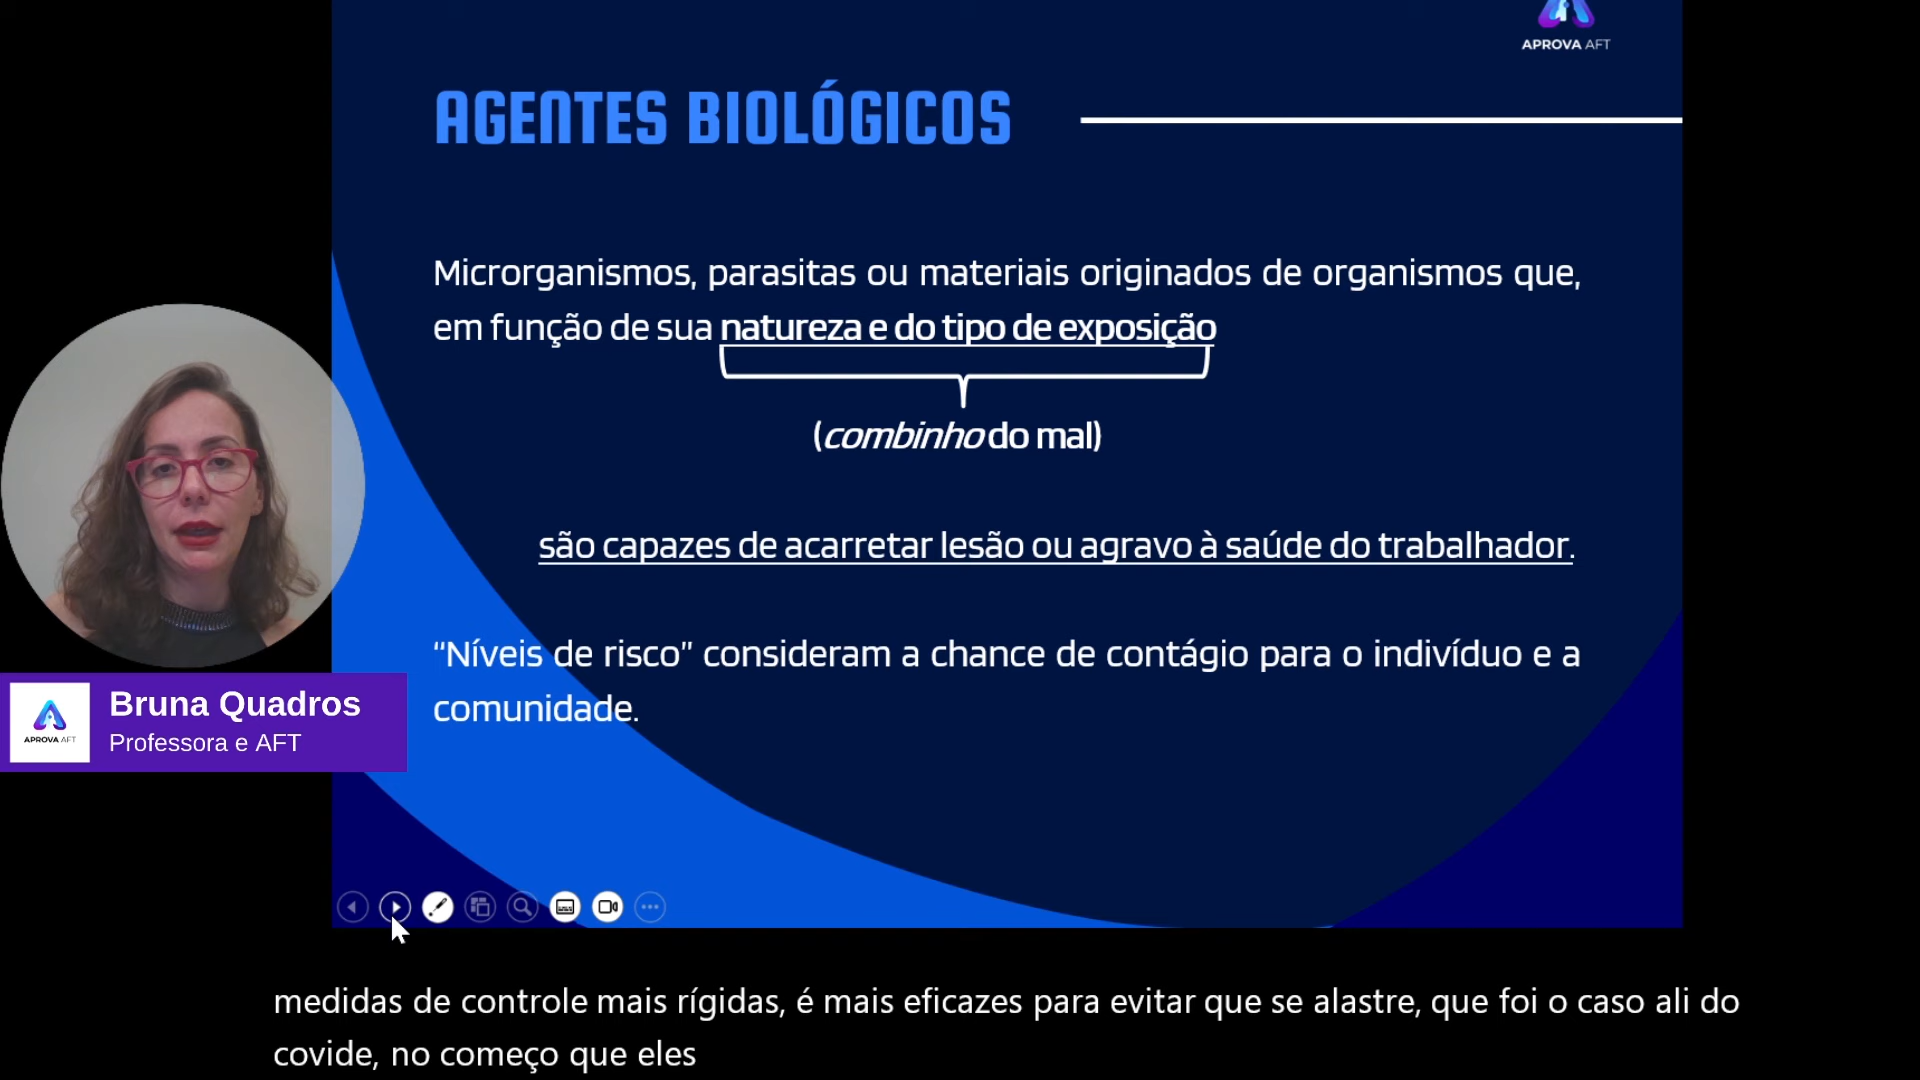 APROVA AFT
AGENTES BIOLÓGICOS
Microrganismos, parasitas ou materiais originados de organismos que,
em função de sua natureza e do tipo de exposição
(combinho do mal)
são capazes de acarretar lesão ou agravo à saúde do trabalhador.
“Níveis de risco” consideram a chance de contágio para o indivíduo e a
comunidade.
APROVA AFT
Bruna Quadros
Professora e AFT
medidas de controle mais rígidas, é mais eficazes para evitar que se alastre, que foi o caso ali do
covide, no começo que eles